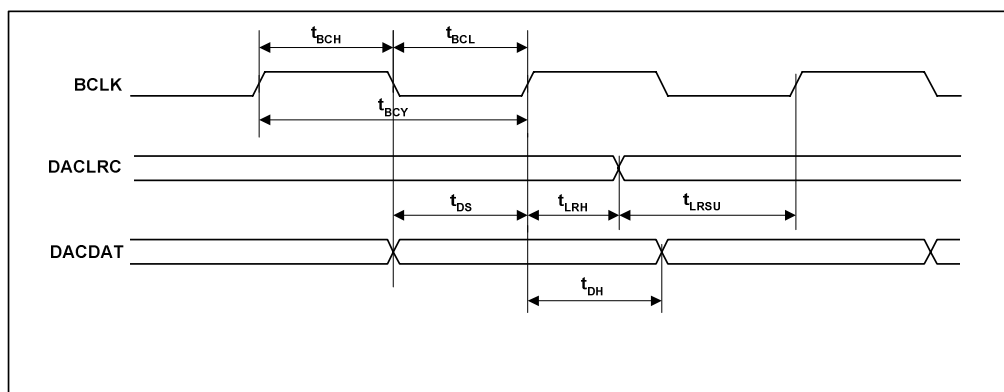 tBCH tBCL
BCLK
tBCY
DACLRC
tDS tLRH tLRSU
DACDAT
tDH